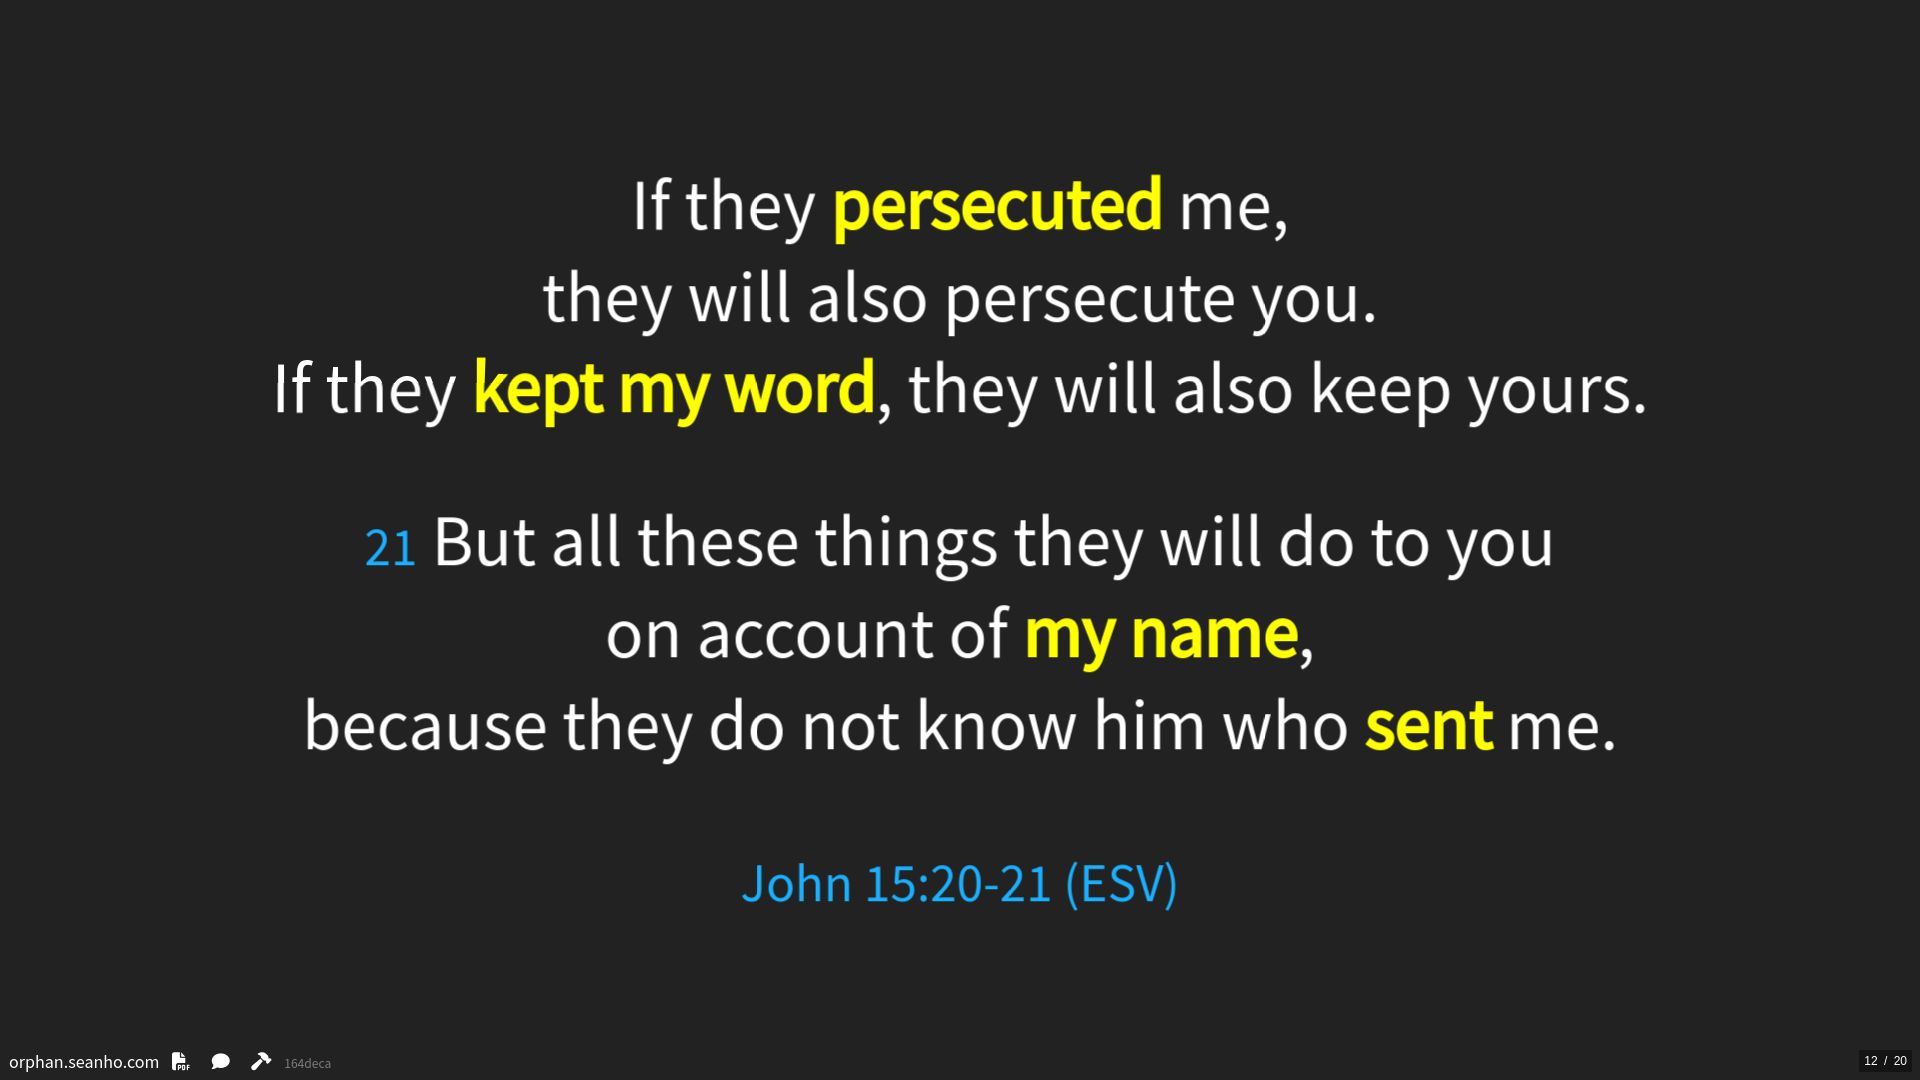 If they persecuted me,
they will also persecute you.
If they kept my word, they will also keep yours.
21 But all these things they will do to you
on account of my name,
because they do not know him who sent me.
John 15:20-21 (ESV)
orphan.seanho.com PDF 164deca
12 / 20